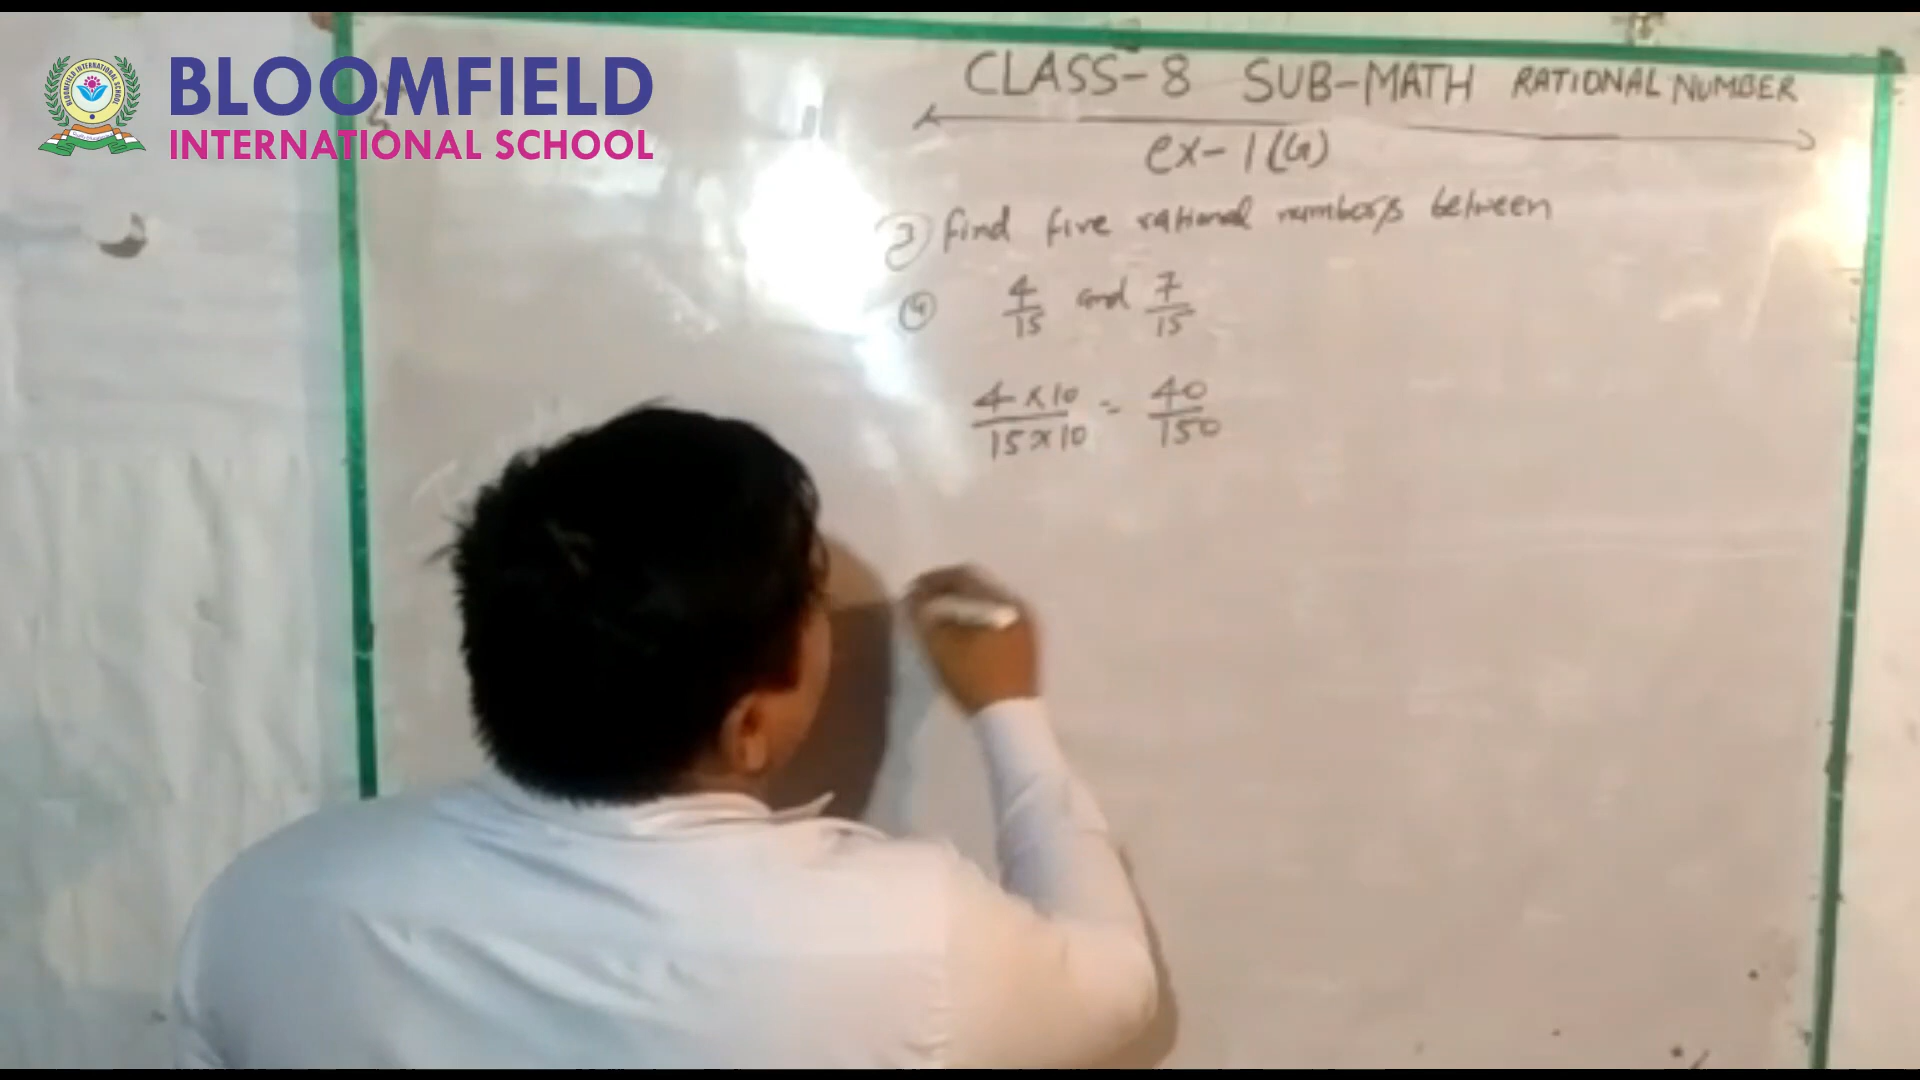 BLOOMFIELD
INTERNATIONAL SCHOOL
CLASS-8 SUB-MATH RATIONAL NUMBER
ex-1(G)
3 find five rational numbers between
4/15 and 7/15
4×10/15×10 = 40/150